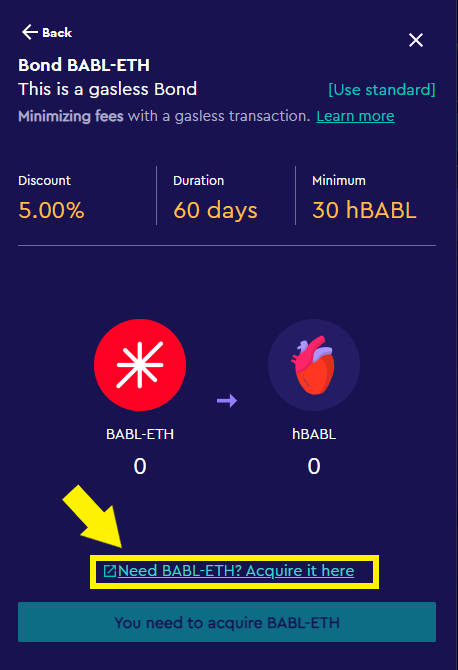 Back
Bond BABL-ETH
This is a gasless Bond [Use standard]
Minimizing fees with a gasless transaction. Learn more
Discount Duration Minimum
5.00% 60 days 30 hBABL
BABL-ETH hBABL
0 0
Need BABL-ETH? Acquire it here
You need to acquire BABL-ETH